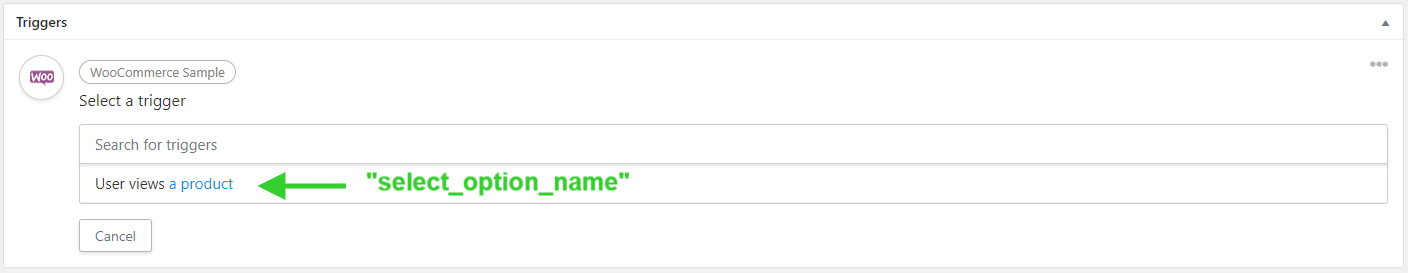 Triggers
Woo
WooCommerce Sample
Select a trigger
Search for triggers
User views a product
"select_option_name"
Cancel